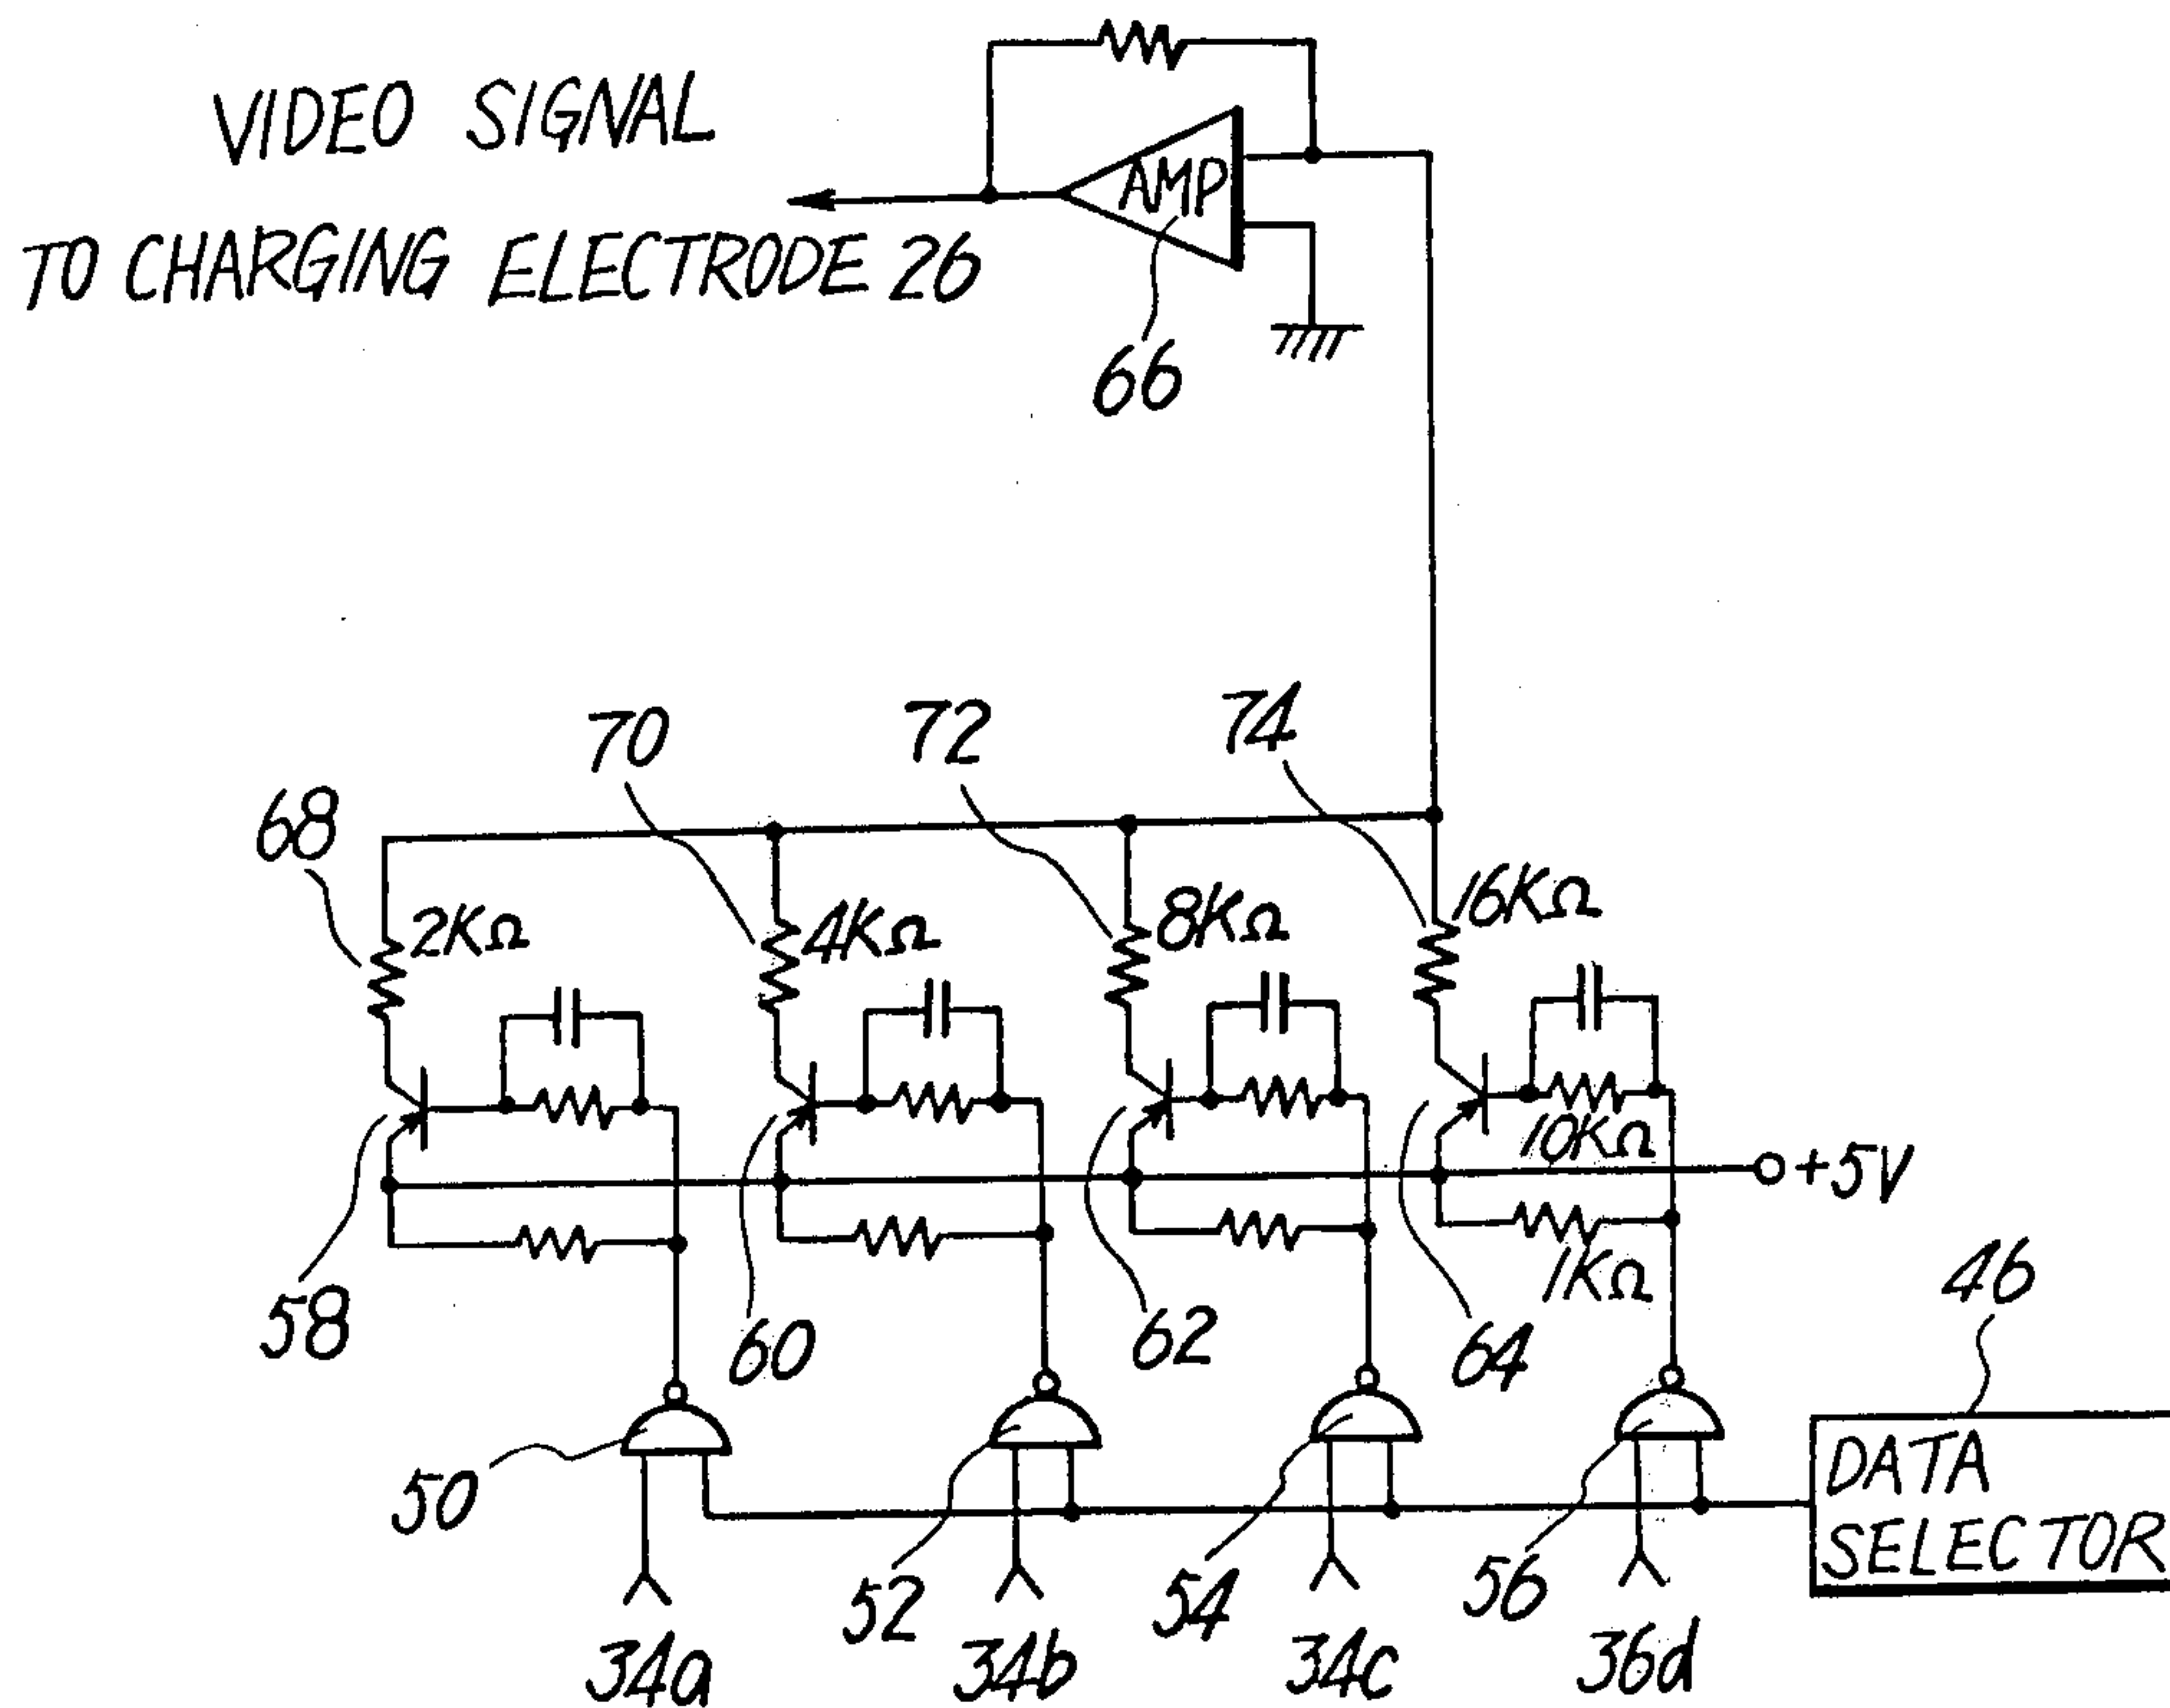 VIDEO SIGNAL
TO CHARGING ELECTRODE 26
AMP
66
68
70
72
74
2KΩ
4KΩ
8KΩ
16KΩ
10KΩ
+5V
1KΩ
58
60
62
64
46
50
52
54
56
DATA
SELECTOR
34a
34b
34c
36d